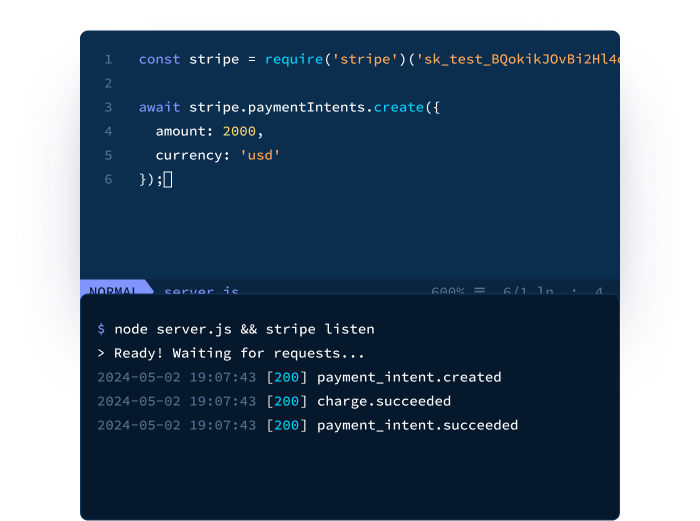 1 const stripe = require('stripe')('sk_test_BQokikJOvBi2Hl4
2
3 await stripe.paymentIntents.create({
4 amount: 2000,
5 currency: 'usd'
6 });
NORMAL server.js 600% ☰ 6/1 ln : 4
$ node server.js && stripe listen
> Ready! Waiting for requests...
2024-05-02 19:07:43 [200] payment_intent.created
2024-05-02 19:07:43 [200] charge.succeeded
2024-05-02 19:07:43 [200] payment_intent.succeeded